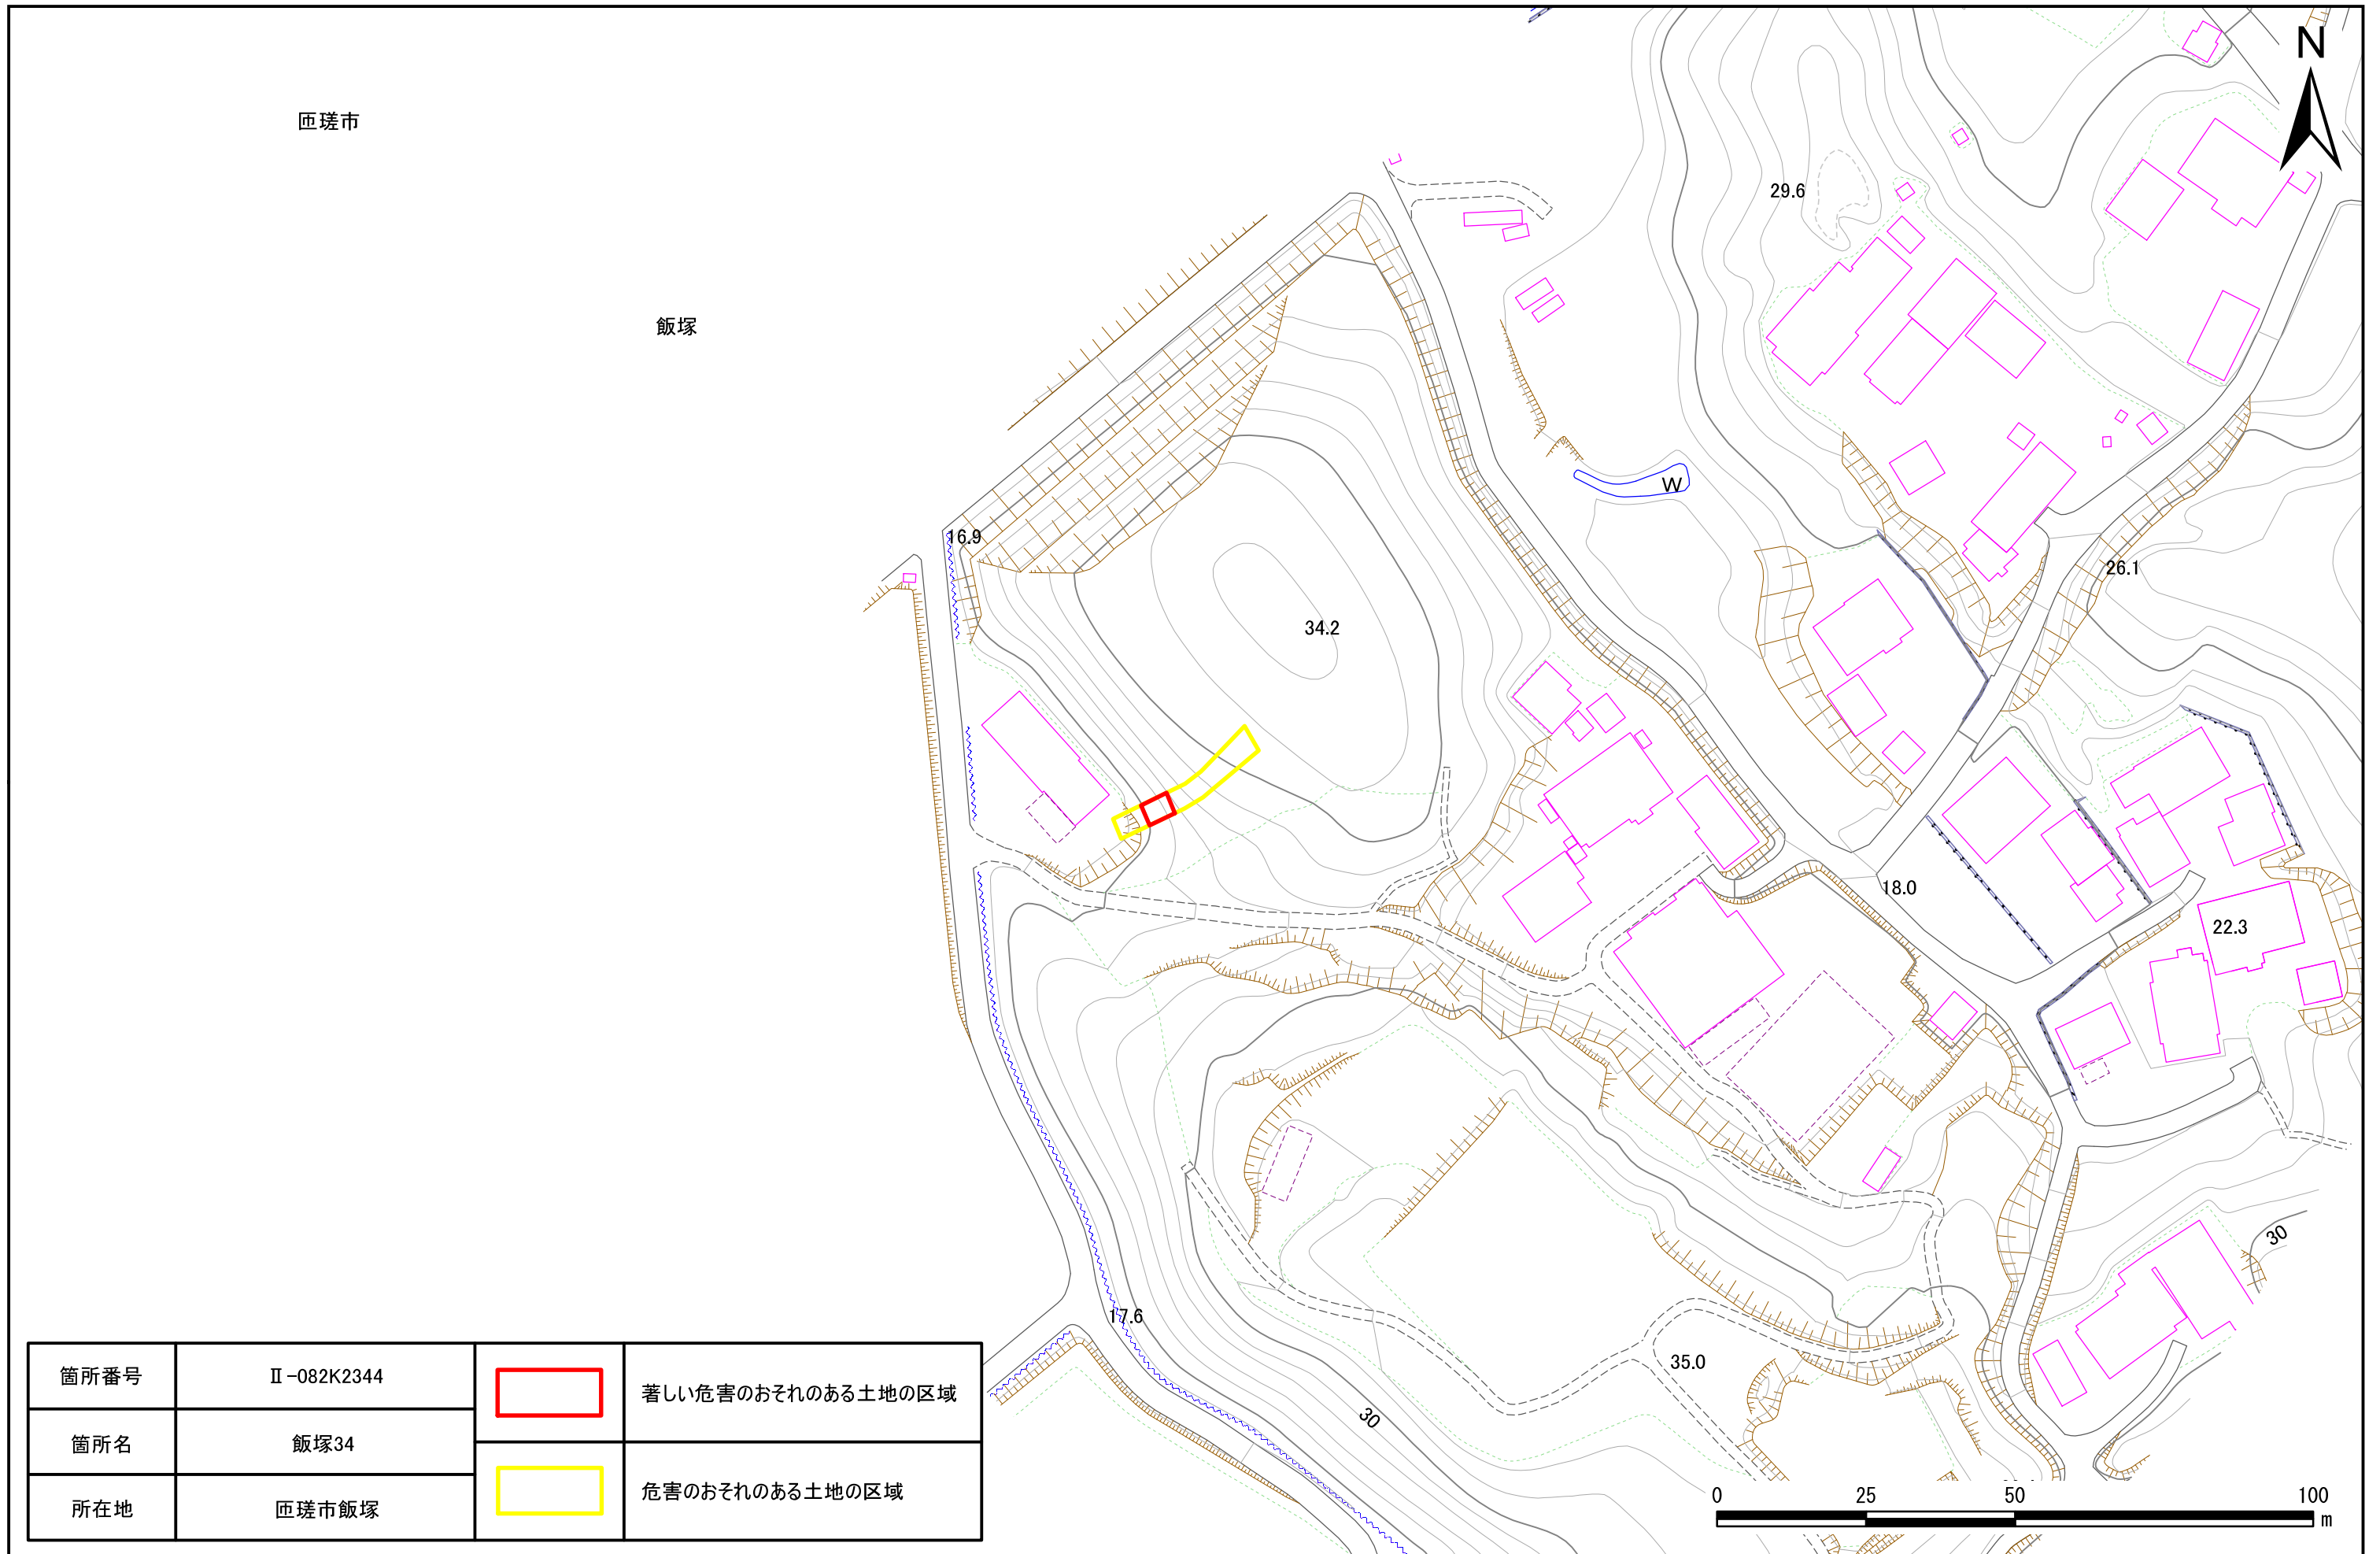 匝瑳市
N
29.6
飯塚
W
16.9
26.1
34.2
18.0
22.3
30
17.6
35.0
30
箇所番号 Ⅱ-082K2344
著しい危害のおそれのある土地の区域
箇所名 飯塚34
危害のおそれのある土地の区域
所在地 匝瑳市飯塚
0 25 50 100
m